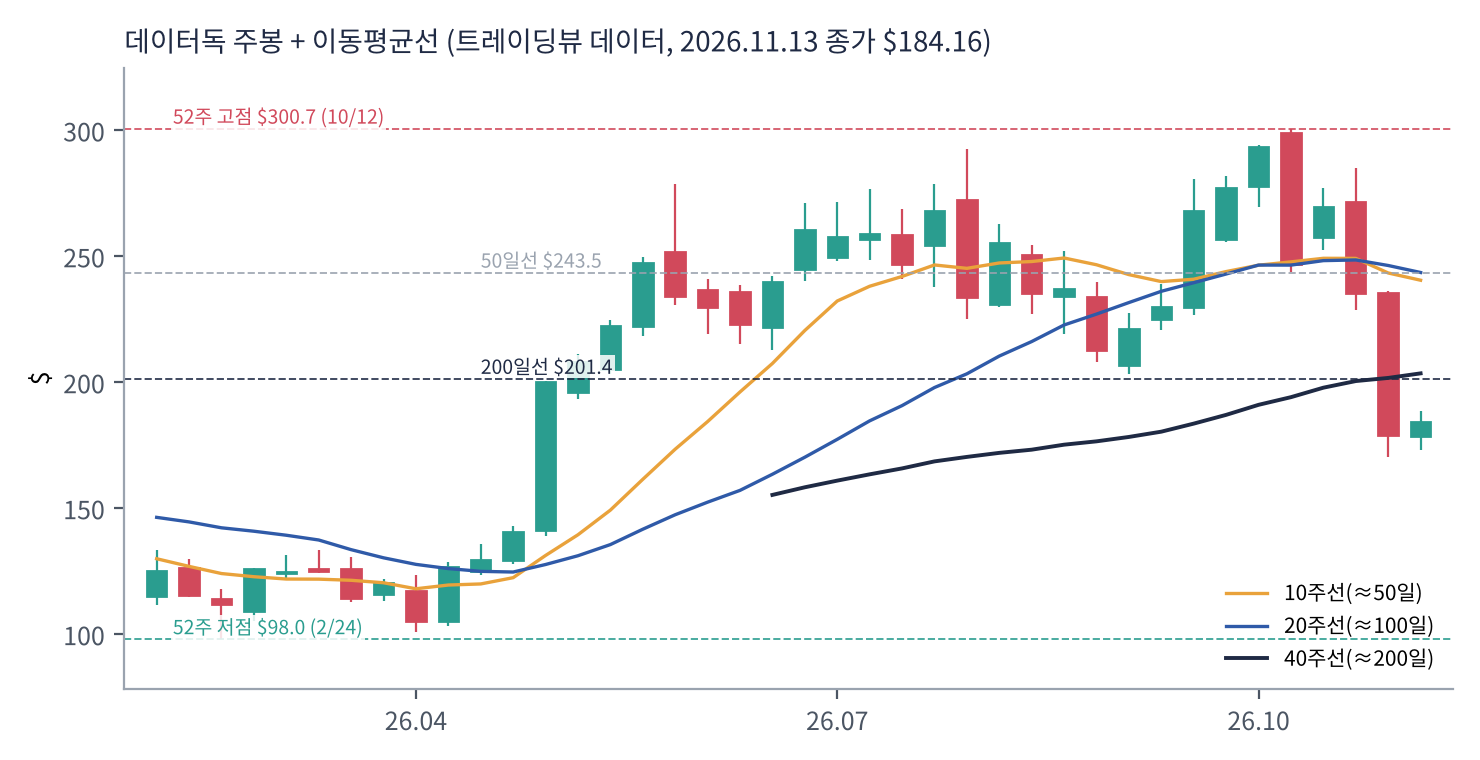 데이터독 주봉 + 이동평균선 (트레이딩뷰 데이터, 2026.11.13 종가 $184.16)
52주 고점 $300.7 (10/12)
300
250
50일선 $243.5
200일선 $201.4
200
$
150
52주 저점 $98.0 (2/24)
100
10주선(≈50일)
20주선(≈100일)
40주선(≈200일)
26.04
26.07
26.10